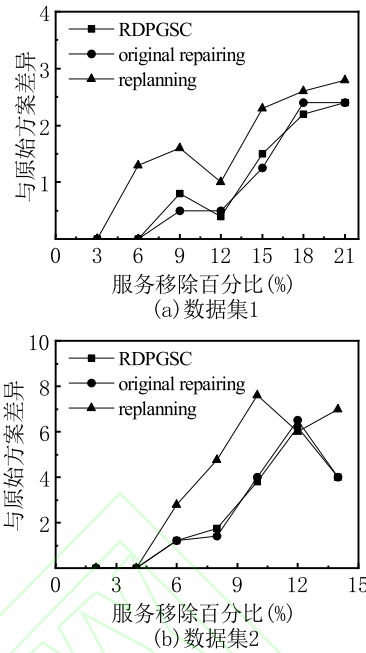 4
3
2
1
RDPGSC
original repairing
replanning
与原始方案差异
0 3 6 9 12 15 18 21
服务移除百分比(%)
(a)数据集1
10
8
6
4
2
RDPGSC
original repairing
replanning
与原始方案差异
0 3 6 9 12 15
服务移除百分比(%)
(b)数据集2